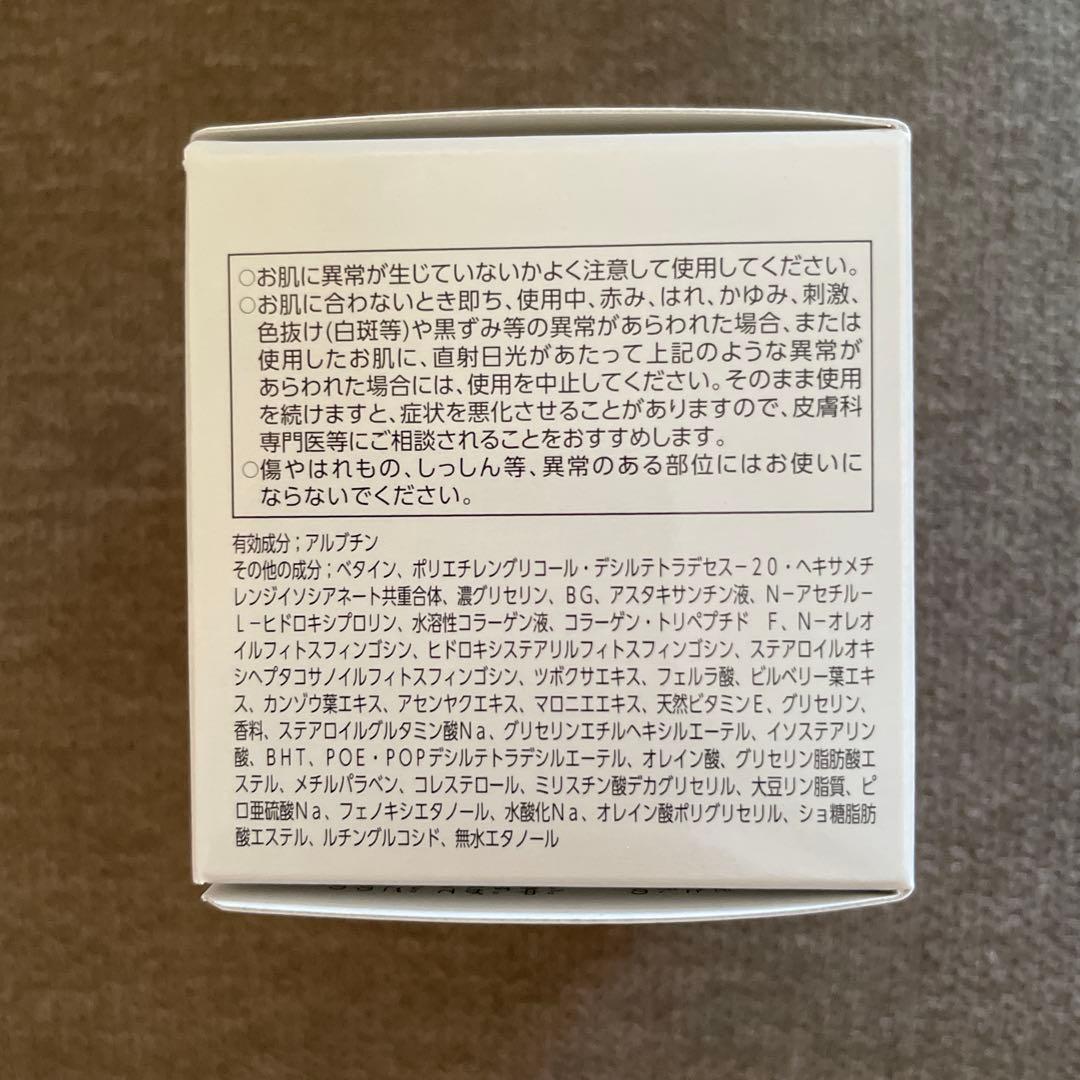 ○お肌に異常が生じていないかよく注意して使用してください。
○お肌に合わないとき即ち、使用中、赤み、はれ、かゆみ、刺激、
色抜け(白斑等)や黒ずみ等の異常があらわれた場合、または
使用したお肌に、直射日光があたって上記のような異常が
あらわれた場合には、使用を中止してください。そのまま使用
を続けますと、症状を悪化させることがありますので、皮膚科
専門医等にご相談されることをおすすめします。
○傷やはれもの、しっしん等、異常のある部位にはお使いに
ならないでください。
有効成分；アルブチン
その他の成分；ベタイン、ポリエチレングリコール・デシルテトラデセス－２０・ヘキサメチ
レンジイソシアネート共重合体、濃グリセリン、ＢＧ、アスタキサンチン液、Ｎ－アセチル－
Ｌ－ヒドロキシプロリン、水溶性コラーゲン液、コラーゲン・トリペプチド　Ｆ、Ｎ－オレオ
イルフィトスフィンゴシン、ヒドロキシステアリルフィトスフィンゴシン、ステアロイルオキ
シヘプタコサノイルフィトスフィンゴシン、ツボクサエキス、フェルラ酸、ビルベリー葉エキ
ス、カンゾウ葉エキス、アセンヤクエキス、マロニエエキス、天然ビタミンＥ、グリセリン、
香料、ステアロイルグルタミン酸Ｎａ、グリセリンエチルヘキシルエーテル、イソステアリン
酸、ＢＨＴ、ＰＯＥ・ＰＯＰデシルテトラデシルエーテル、オレイン酸、グリセリン脂肪酸エ
ステル、メチルパラベン、コレステロール、ミリスチン酸デカグリセリル、大豆リン脂質、ピ
ロ亜硫酸Ｎａ、フェノキシエタノール、水酸化Ｎａ、オレイン酸ポリグリセリル、ショ糖脂肪
酸エステル、ルチングルコシド、無水エタノール